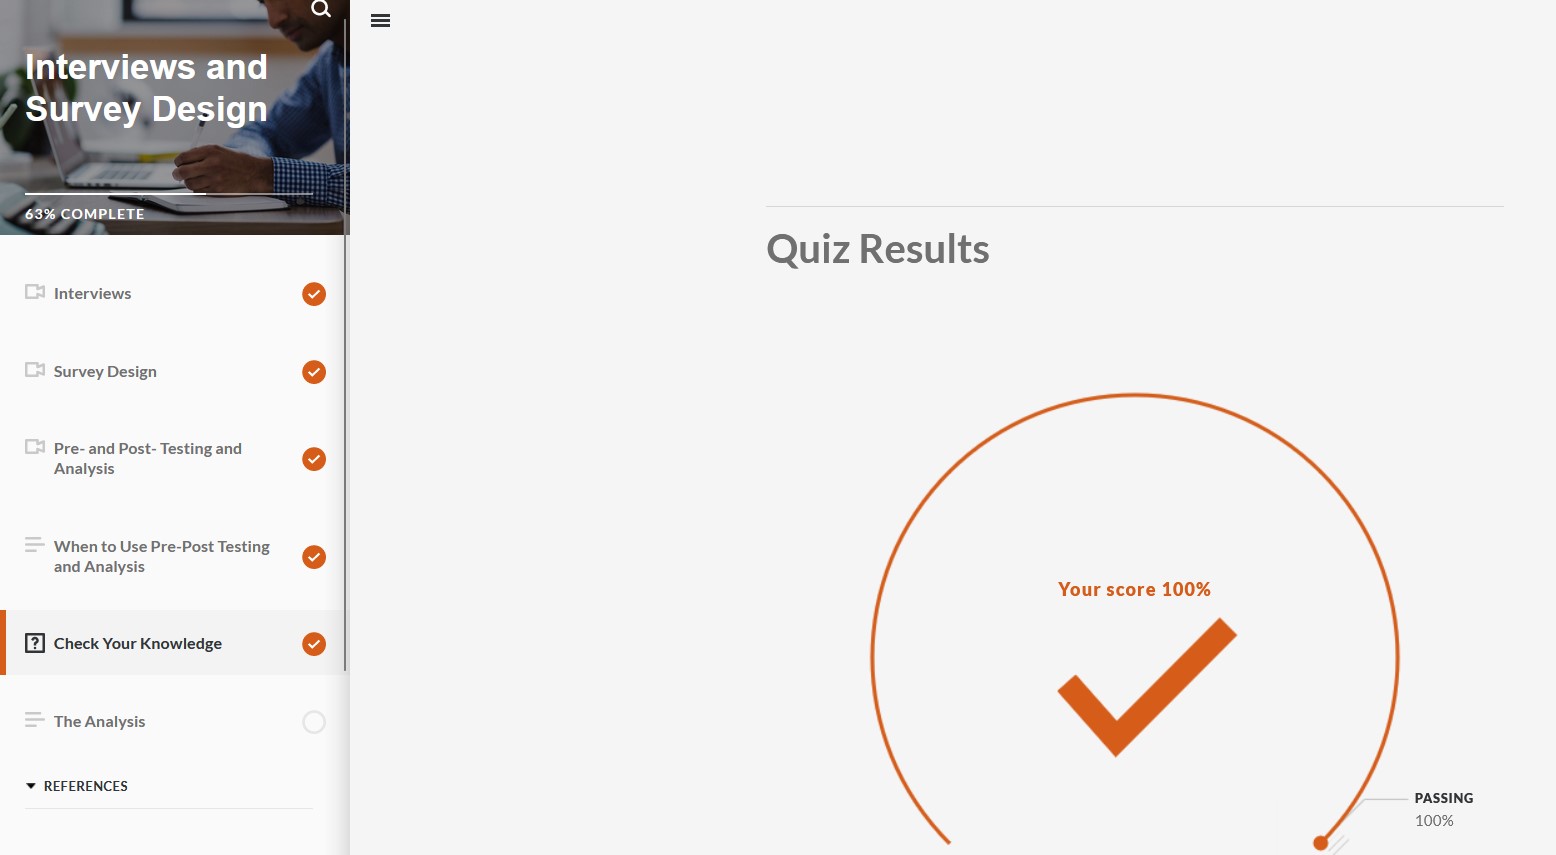 Interviews and
Survey Design
63% COMPLETE
Interviews
Survey Design
Pre- and Post- Testing and
Analysis
When to Use Pre-Post Testing
and Analysis
Check Your Knowledge
The Analysis
REFERENCES
Quiz Results
Your score 100%
PASSING
100%